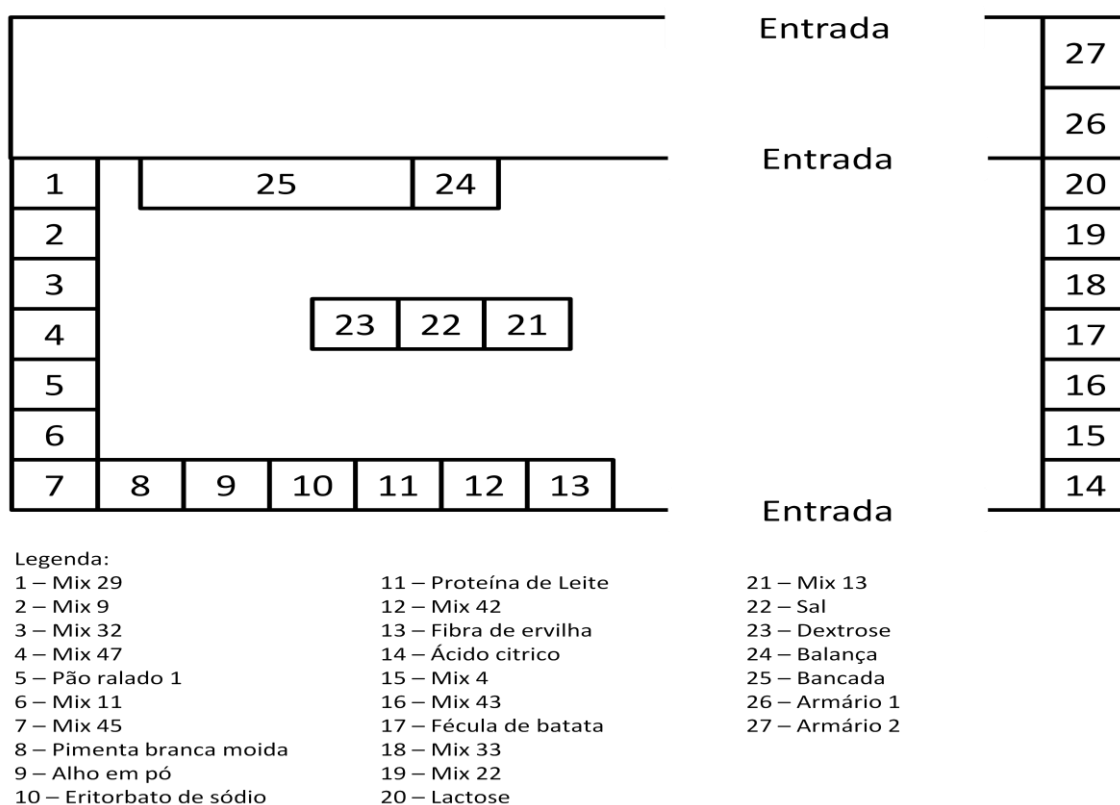 Entrada
27
26
Entrada
1
25
24
20
2
19
3
18
23
22
21
4
17
5
16
6
15
7
8
9
10
11
12
13
14
Entrada
Legenda:
1 – Mix 29
2 – Mix 9
3 – Mix 32
4 – Mix 47
5 – Pão ralado 1
6 – Mix 11
7 – Mix 45
8 – Pimenta branca moida
9 – Alho em pó
10 – Eritorbato de sódio
11 – Proteína de Leite
12 – Mix 42
13 – Fibra de ervilha
14 – Ácido citrico
15 – Mix 4
16 – Mix 43
17 – Fécula de batata
18 – Mix 33
19 – Mix 22
20 – Lactose
21 – Mix 13
22 – Sal
23 – Dextrose
24 – Balança
25 – Bancada
26 – Armário 1
27 – Armário 2